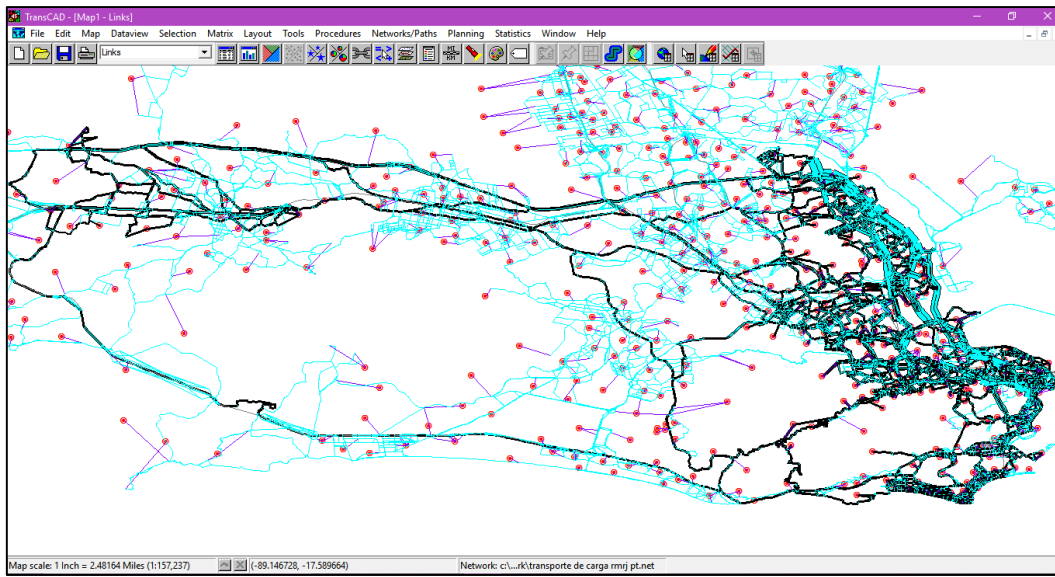 TransCAD - [Map1 - Links]
File Edit Map Dataview Selection Matrix Layout Tools Procedures Networks/Paths Planning Statistics Window Help
Links
MI KM
Map scale: 1 Inch = 2.48164 Miles (1:157,237) (-89.146728, -17.589664) Network: c:\...rk\transporte de carga rmrj pt.net